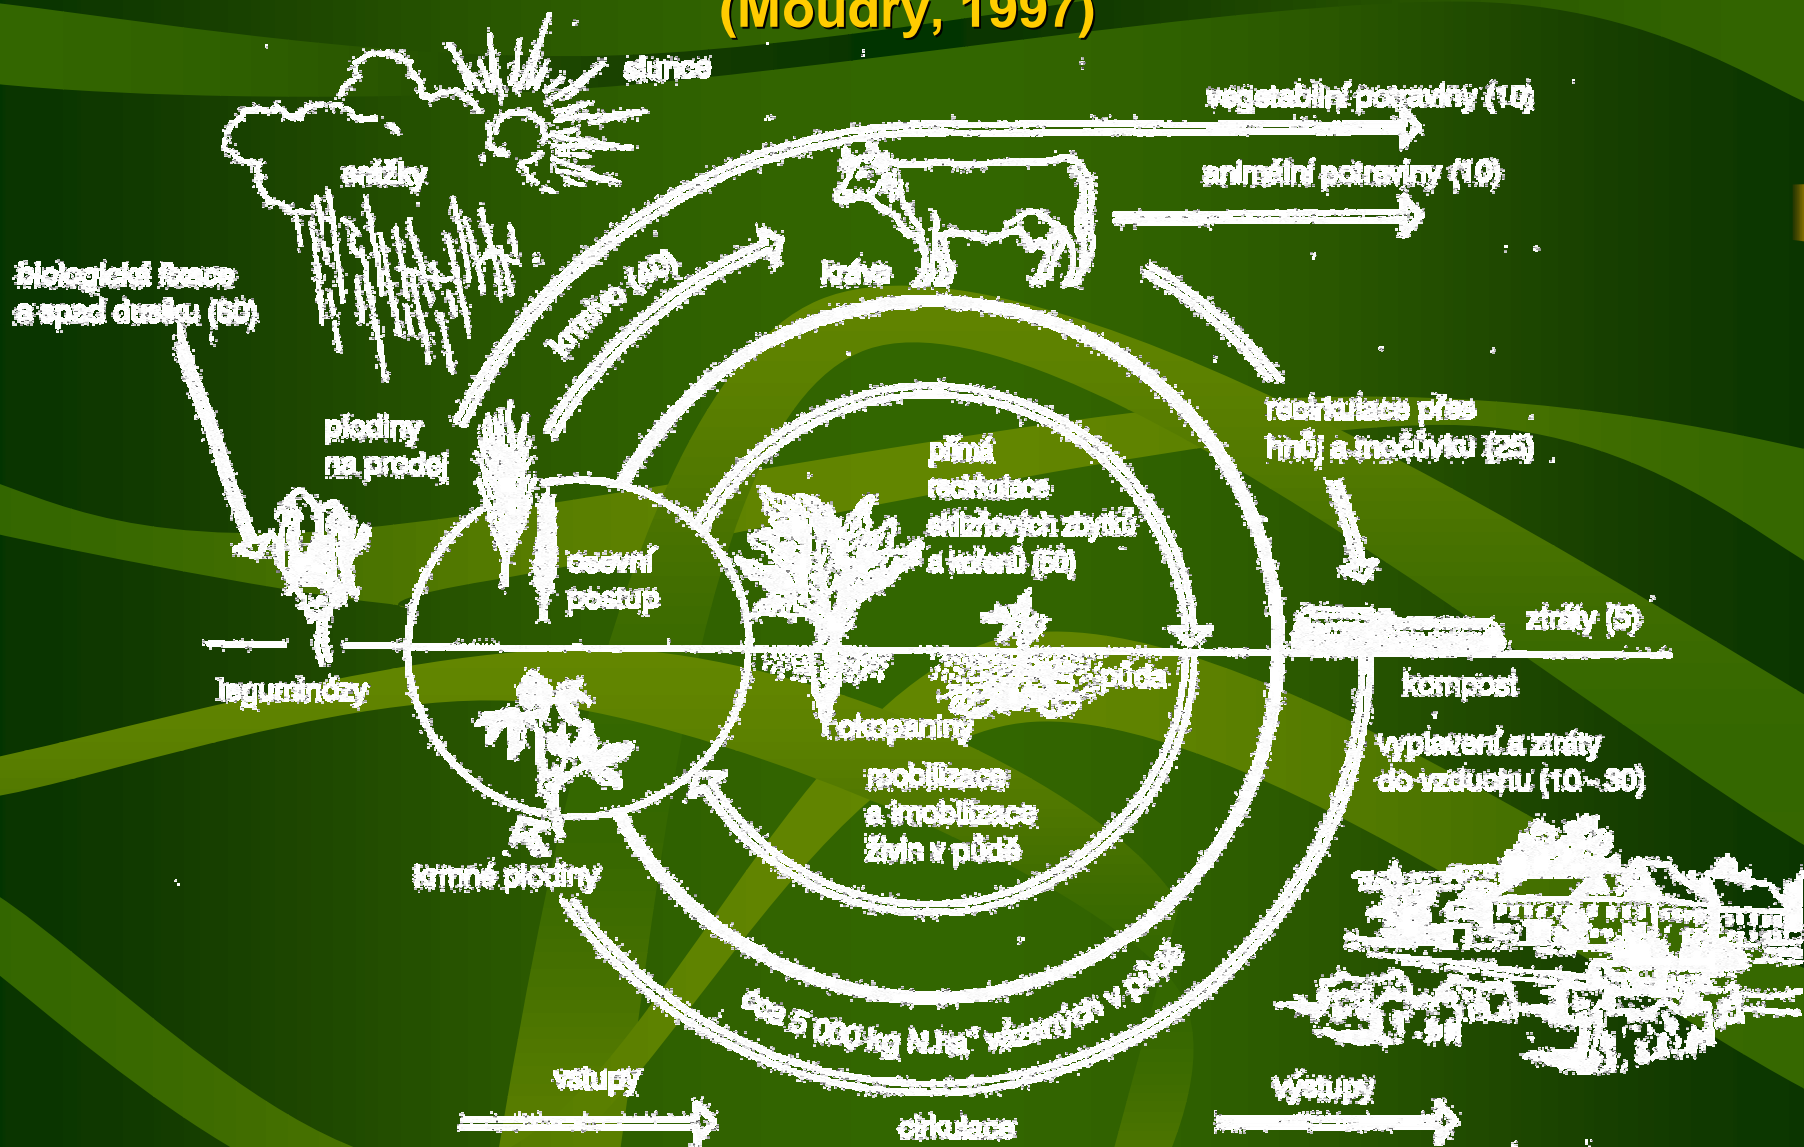 (Moudrý, 1997)
slunce
vegetabilní potraviny (10)
srážky
animální potraviny (10)
biologická fixace
a spad dusíku (60)
krmivo
kráva
plodiny
na prodej
recirkulace přes
hnůj a močůvku (25)
přímá
recirkulace
sklizňových zbytků
a kořenů (50)
osevní
postup
ztráty (5)
leguminózy
půda
kompost
okopaniny
vyplavení a ztráty
do vzduchu (10 - 30)
mobilizace
a imobilizace
živin v půdě
krmné plodiny
cca 5 000 kg N.ha⁻¹ vázaných v půdě
vstupy
výstupy
cirkulace